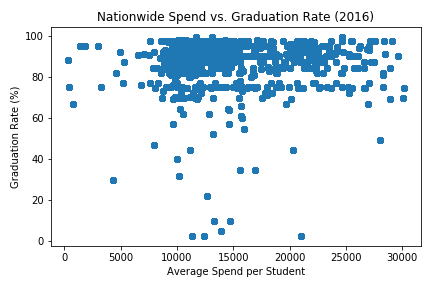 Nationwide Spend vs. Graduation Rate (2016)
100
80
60
40
20
0
Graduation Rate (%)
0 5000 10000 15000 20000 25000 30000
Average Spend per Student